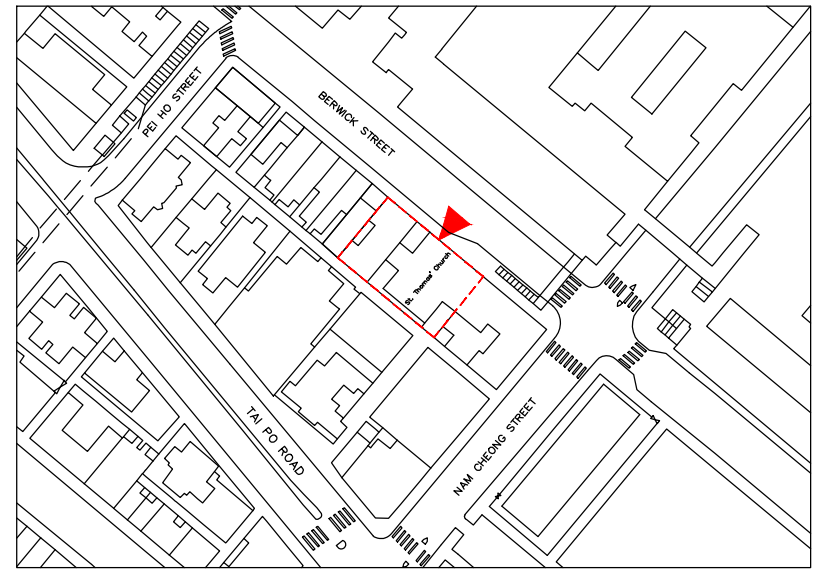 PEI HO STREET
BERWICK STREET
St. Thomas' Church
TAI PO ROAD
NAM CHEONG STREET